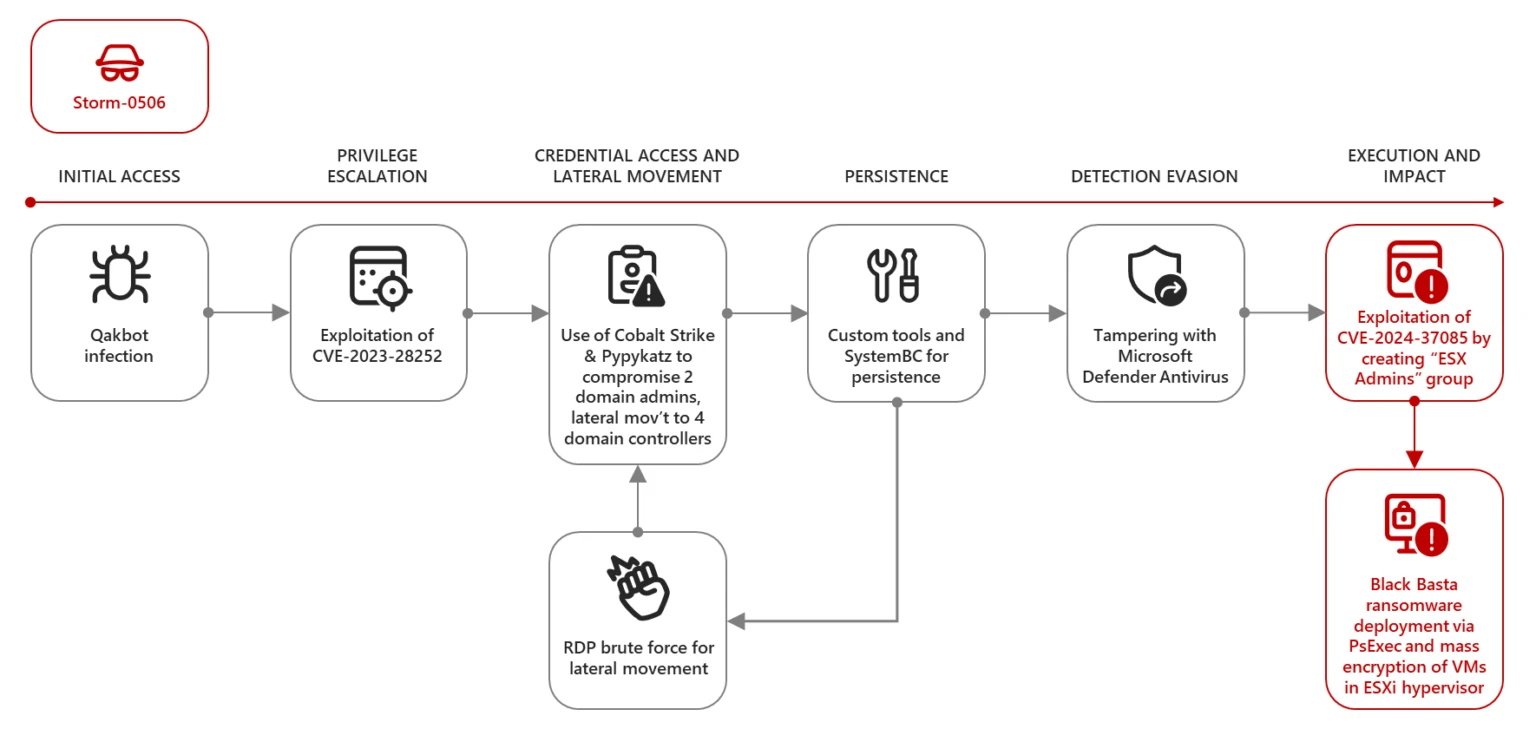 Storm-0506
INITIAL ACCESS
PRIVILEGE
ESCALATION
CREDENTIAL ACCESS AND
LATERAL MOVEMENT
PERSISTENCE
DETECTION EVASION
EXECUTION AND
IMPACT
Qakbot
infection
Exploitation of
CVE-2023-28252
Use of Cobalt Strike
& Pypykatz to
compromise 2
domain admins,
lateral mov’t to 4
domain controllers
Custom tools and
SystemBC for
persistence
Tampering with
Microsoft
Defender Antivirus
Exploitation of
CVE-2024-37085 by
creating “ESX
Admins” group
RDP brute force for
lateral movement
Black Basta
ransomware
deployment via
PsExec and mass
encryption of VMs
in ESXi hypervisor